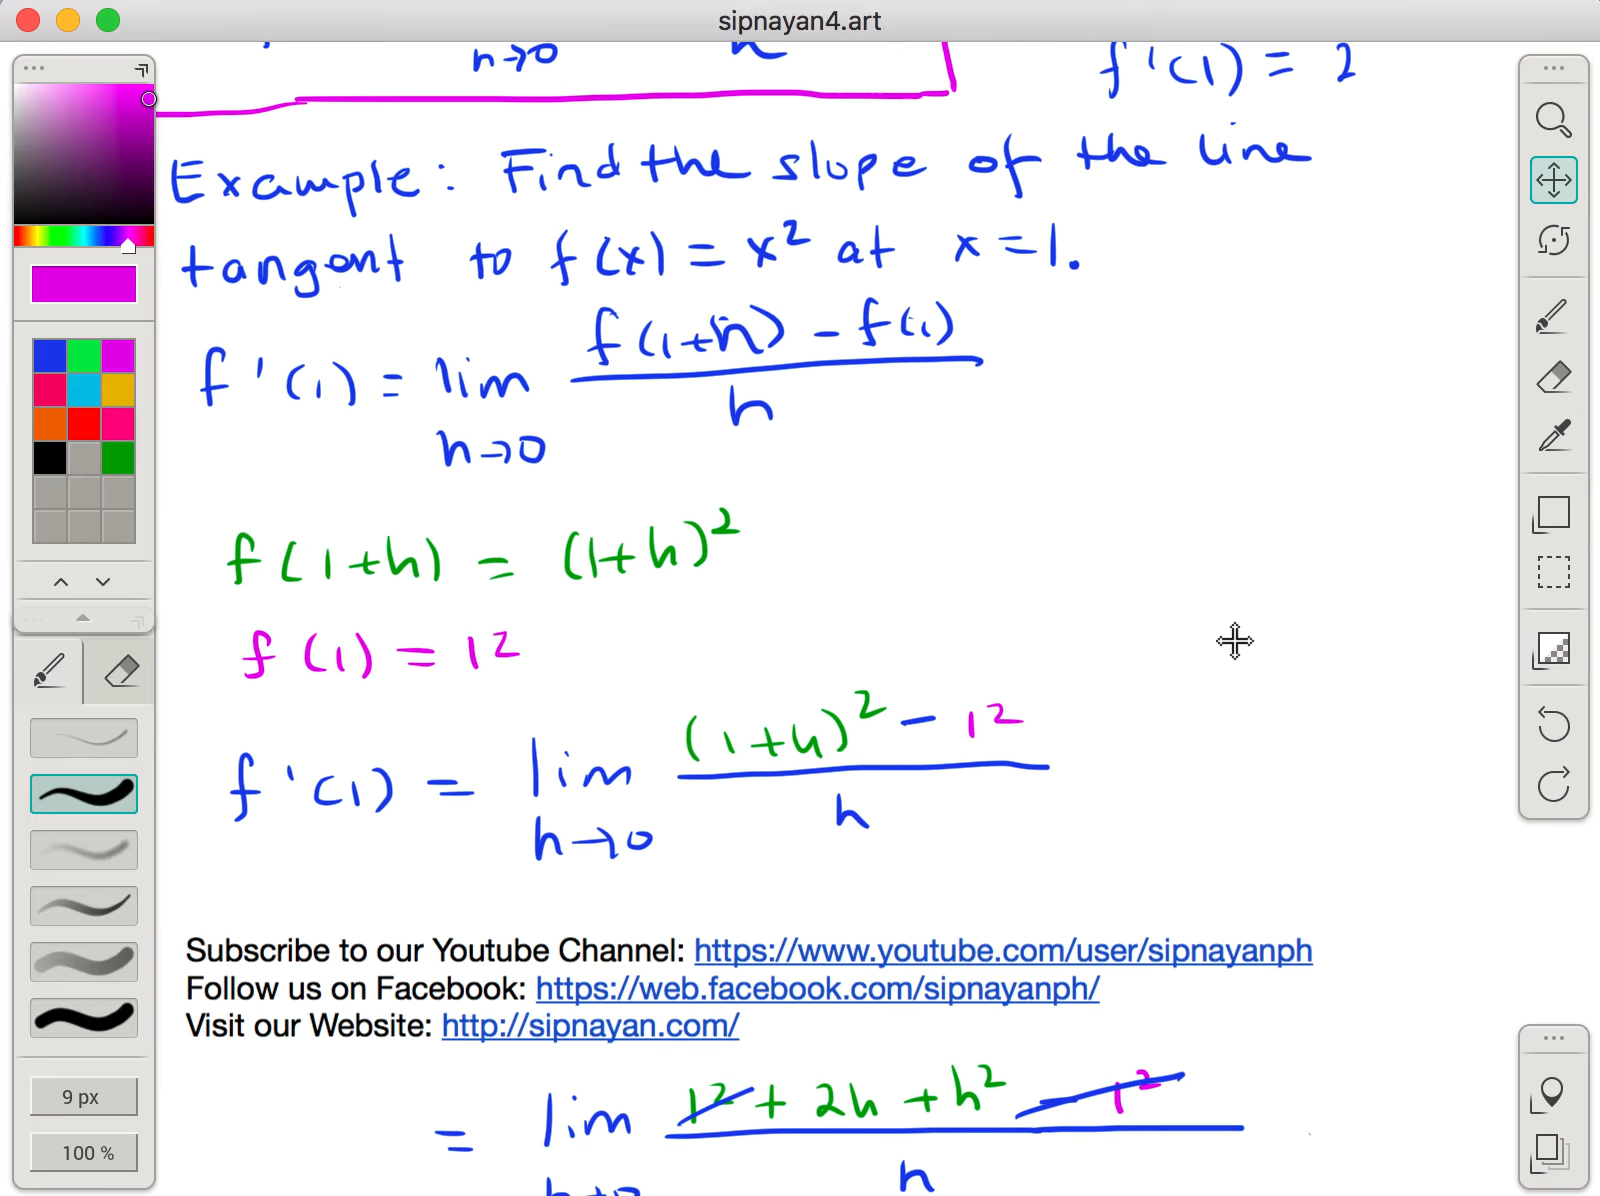 sipnayan4.art
h→0 h
f'(1) = 2
Example: Find the slope of the line
tangent to f(x) = x² at x = 1.
f'(1) = lim f(1+h) - f(1)
h→0 h
f(1+h) = (1+h)²
f(1) = 1²
f'(1) = lim (1+h)² - 1²
h→0 h
Subscribe to our Youtube Channel: https://www.youtube.com/user/sipnayanph
Follow us on Facebook: https://web.facebook.com/sipnayanph/
Visit our Website: http://sipnayan.com/
= lim 1² + 2h + h² - 1²
h→0 h
9 px
100 %